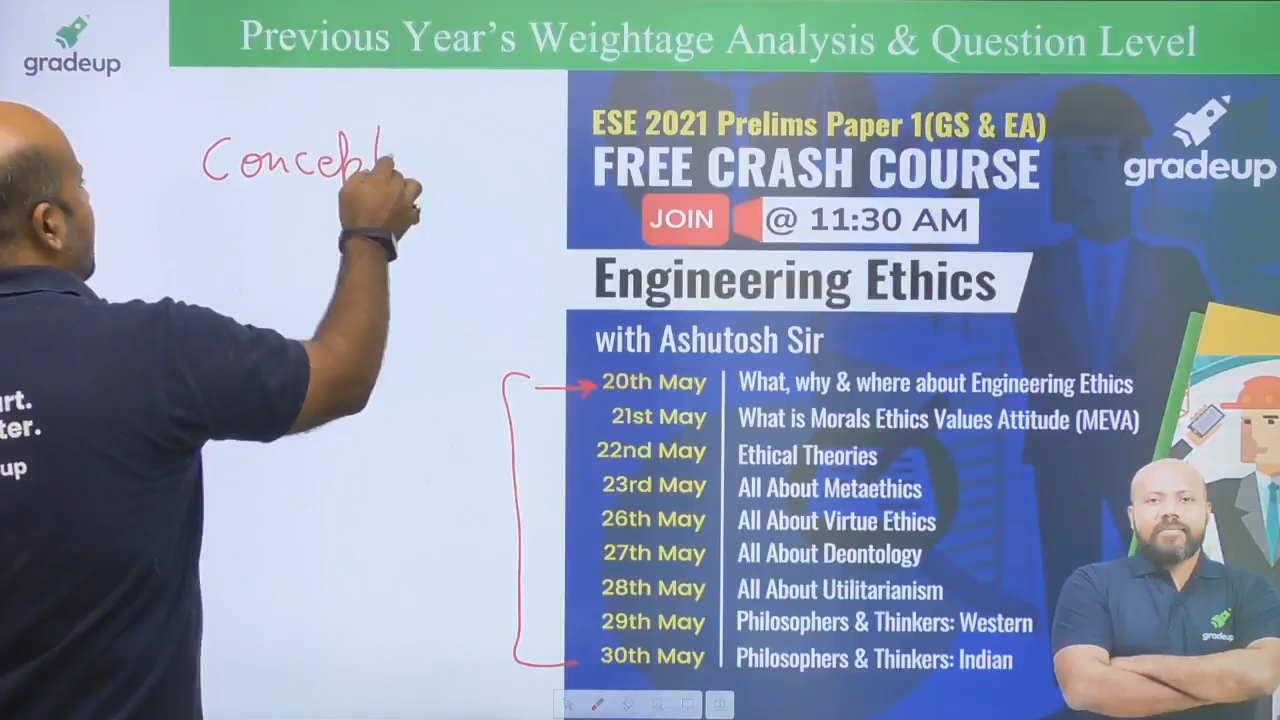 Previous Year's Weightage Analysis & Question Level
gradeup
Concept
ESE 2021 Prelims Paper 1(GS & EA)
FREE CRASH COURSE
gradeup
JOIN @ 11:30 AM
Engineering Ethics
with Ashutosh Sir
20th May What, why & where about Engineering Ethics
21st May What is Morals Ethics Values Attitude (MEVA)
22nd May Ethical Theories
23rd May All About Metaethics
26th May All About Virtue Ethics
27th May All About Deontology
28th May All About Utilitarianism
29th May Philosophers & Thinkers: Western
30th May Philosophers & Thinkers: Indian
gradeup
up